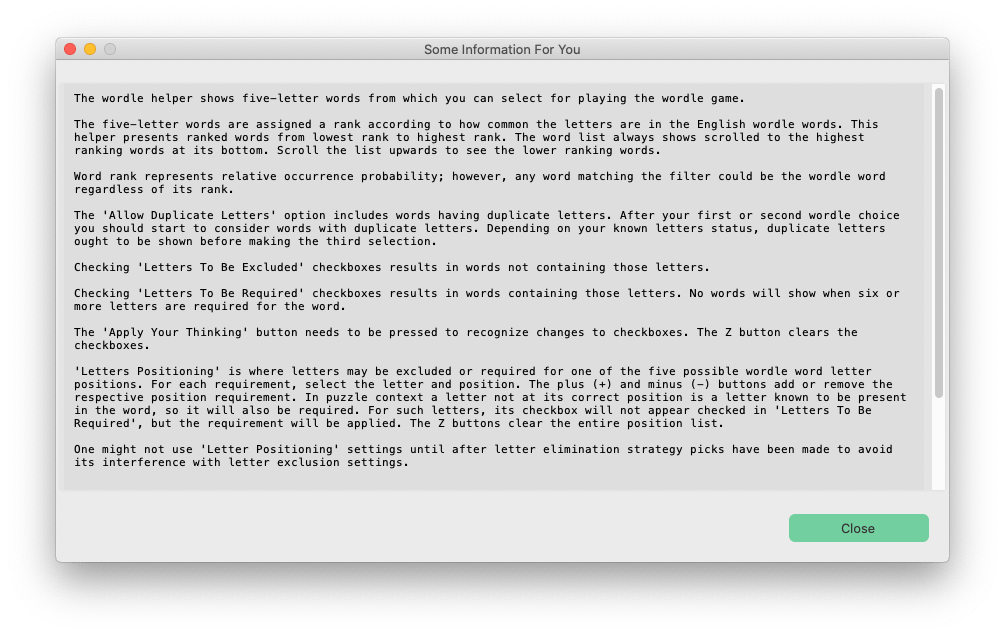 Some Information For You
The wordle helper shows five-letter words from which you can select for playing the wordle game.
The five-letter words are assigned a rank according to how common the letters are in the English wordle words. This
helper presents ranked words from lowest rank to highest rank. The word list always shows scrolled to the highest
ranking words at its bottom. Scroll the list upwards to see the lower ranking words.
Word rank represents relative occurrence probability; however, any word matching the filter could be the wordle word
regardless of its rank.
The 'Allow Duplicate Letters' option includes words having duplicate letters. After your first or second wordle choice
you should start to consider words with duplicate letters. Depending on your known letters status, duplicate letters
ought to be shown before making the third selection.
Checking 'Letters To Be Excluded' checkboxes results in words not containing those letters.
Checking 'Letters To Be Required' checkboxes results in words containing those letters. No words will show when six or
more letters are required for the word.
The 'Apply Your Thinking' button needs to be pressed to recognize changes to checkboxes. The Z button clears the
checkboxes.
'Letters Positioning' is where letters may be excluded or required for one of the five possible wordle word letter
positions. For each requirement, select the letter and position. The plus (+) and minus (-) buttons add or remove the
respective position requirement. In puzzle context a letter not at its correct position is a letter known to be present
in the word, so it will also be required. For such letters, its checkbox will not appear checked in 'Letters To Be
Required', but the requirement will be applied. The Z buttons clear the entire position list.
One might not use 'Letter Positioning' settings until after letter elimination strategy picks have been made to avoid
its interference with letter exclusion settings.
Close